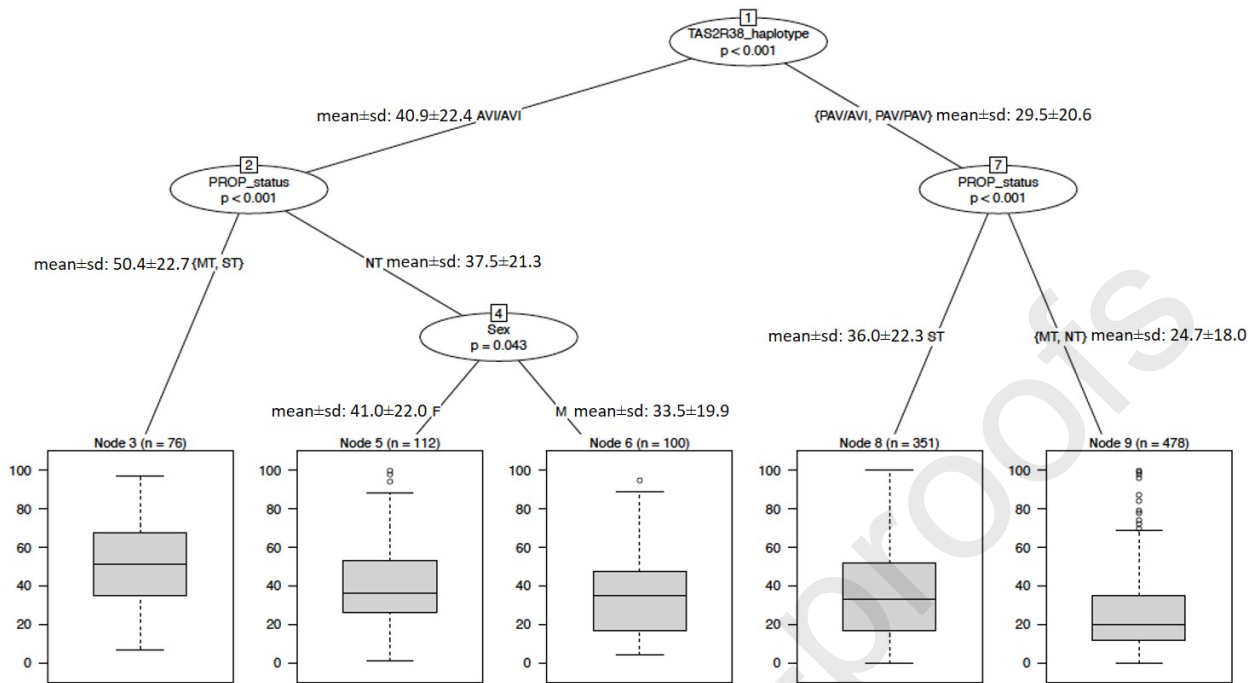 1
TAS2R38_haplotype
p < 0.001
mean±sd: 40.9±22.4 AVI/AVI
{PAV/AVI, PAV/PAV} mean±sd: 29.5±20.6
2
PROP_status
p < 0.001
7
PROP_status
p < 0.001
mean±sd: 50.4±22.7 {MT, ST}
NT mean±sd: 37.5±21.3
4
Sex
p = 0.043
mean±sd: 36.0±22.3 ST
{MT, NT} mean±sd: 24.7±18.0
mean±sd: 41.0±22.0 F
M mean±sd: 33.5±19.9
Node 3 (n = 76)
100
80
60
40
20
0
Node 5 (n = 112)
100
80
60
40
20
0
Node 6 (n = 100)
100
80
60
40
20
0
Node 8 (n = 351)
100
80
60
40
20
0
Node 9 (n = 478)
100
80
60
40
20
0
proofs